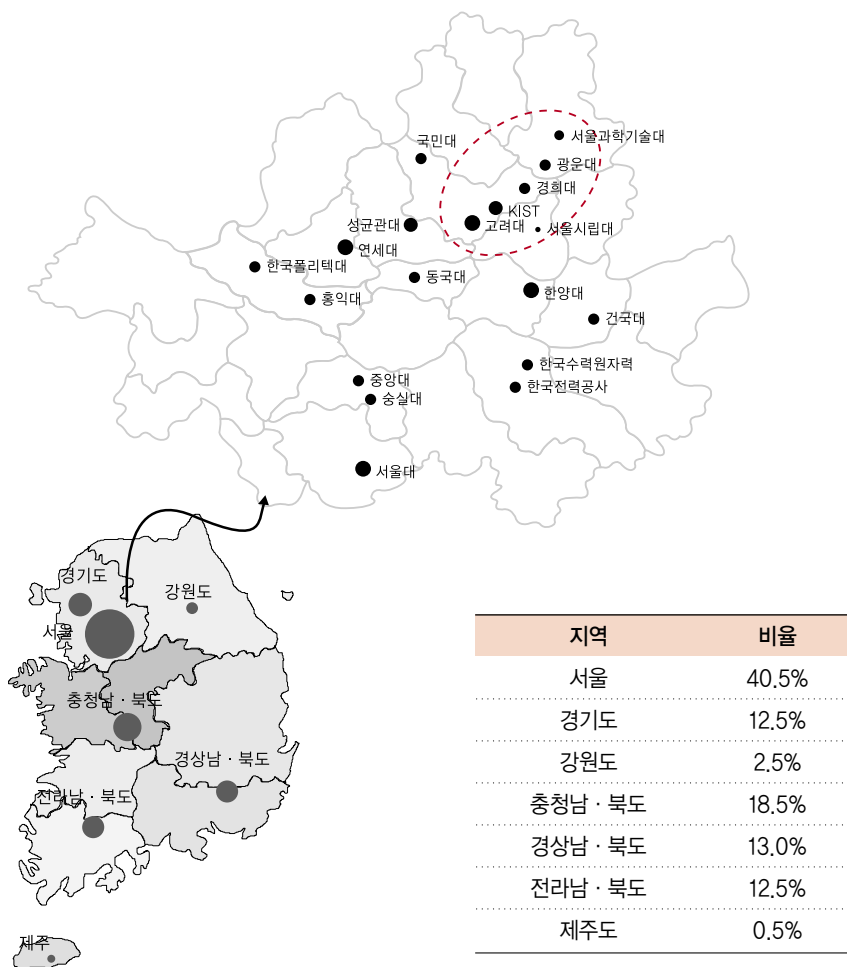 국민대
서울과학기술대
광운대
경희대
KIST
성균관대
고려대
서울시립대
연세대
한국폴리텍대
동국대
홍익대
한양대
건국대
한국수력원자력
중앙대
한국전력공사
숭실대
서울대
경기도
강원도
서울
충청남 · 북도
경상남 · 북도
전라남 · 북도
제주
지역 비율
서울 40.5%
경기도 12.5%
강원도 2.5%
충청남 · 북도 18.5%
경상남 · 북도 13.0%
전라남 · 북도 12.5%
제주도 0.5%